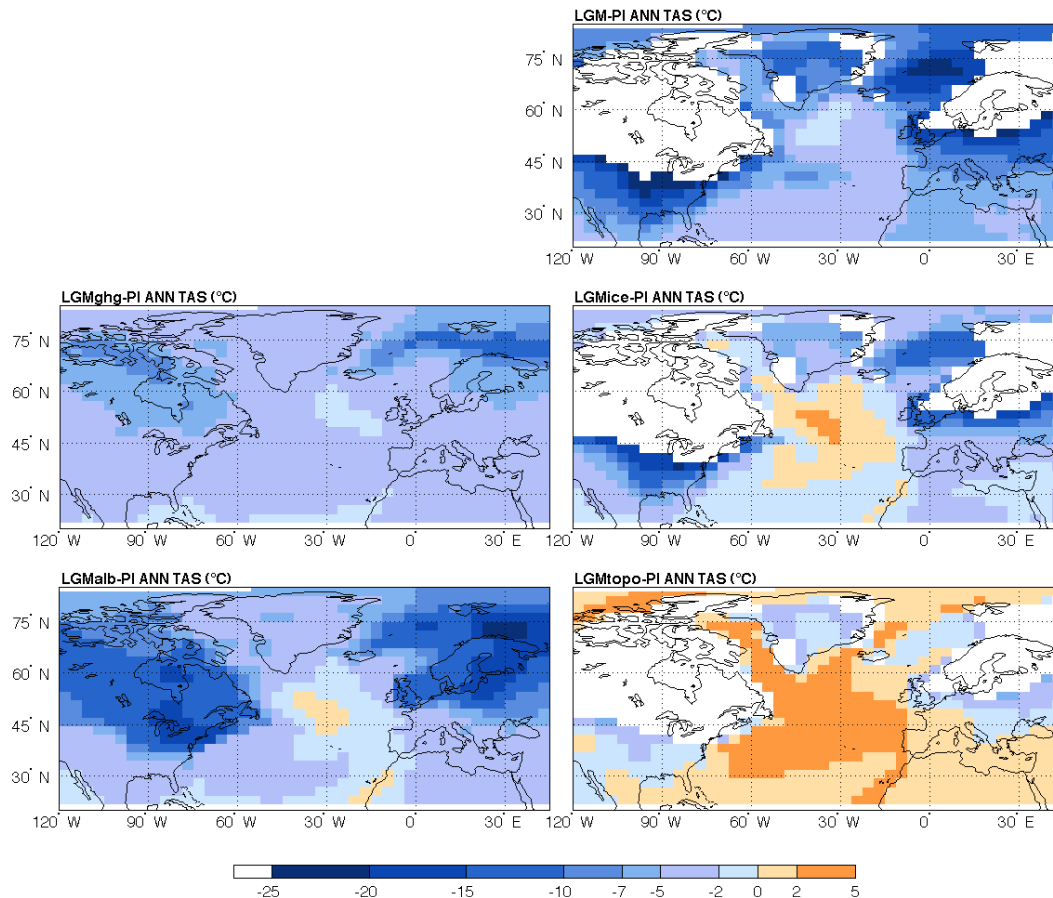 LGM-PI ANN TAS (°C)
75° N
60° N
45° N
30° N
120° W 90° W 60° W 30° W 0° 30° E
LGMghg-PI ANN TAS (°C)
75° N
60° N
45° N
30° N
120° W 90° W 60° W 30° W 0° 30° E
LGMice-PI ANN TAS (°C)
120° W 90° W 60° W 30° W 0° 30° E
LGMalb-PI ANN TAS (°C)
75° N
60° N
45° N
30° N
120° W 90° W 60° W 30° W 0° 30° E
LGMtopo-PI ANN TAS (°C)
120° W 90° W 60° W 30° W 0° 30° E
-25 -20 -15 -10 -7 -5 -2 0 2 5